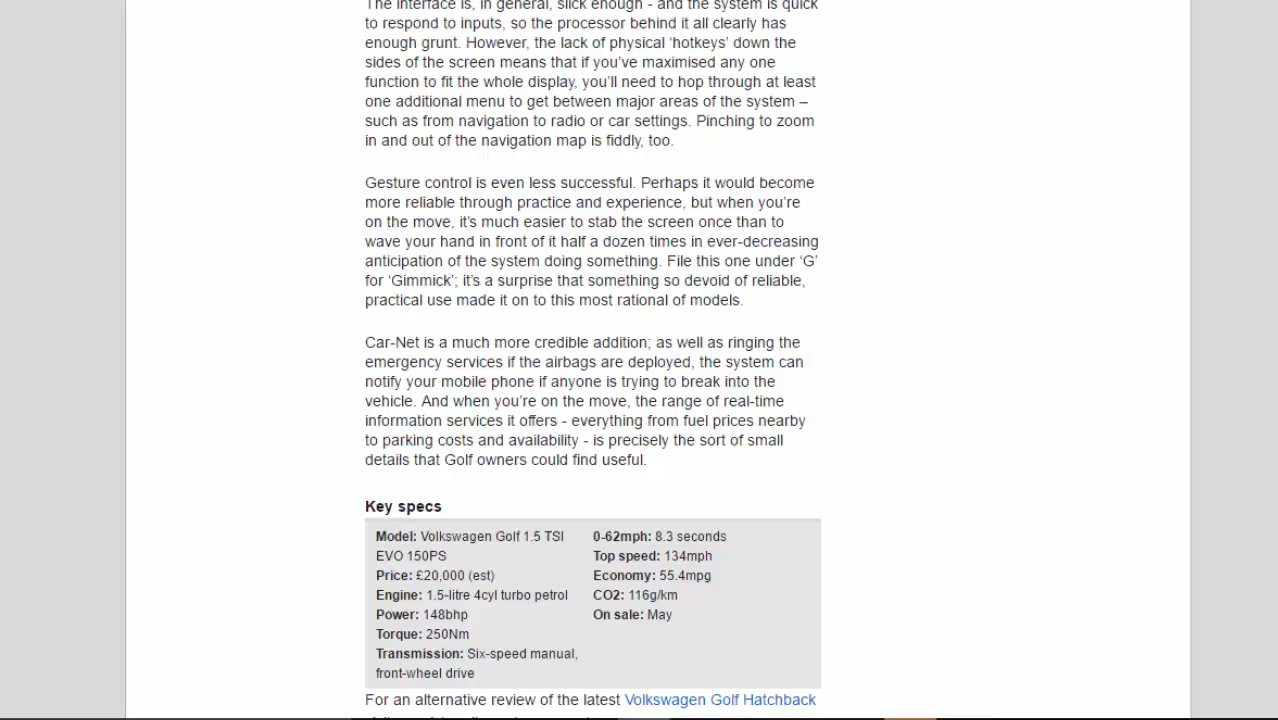 The interface is, in general, slick enough - and the system is quick
to respond to inputs, so the processor behind it all clearly has
enough grunt. However, the lack of physical ‘hotkeys’ down the
sides of the screen means that if you’ve maximised any one
function to fit the whole display, you’ll need to hop through at least
one additional menu to get between major areas of the system –
such as from navigation to radio or car settings. Pinching to zoom
in and out of the navigation map is fiddly, too.
Gesture control is even less successful. Perhaps it would become
more reliable through practice and experience, but when you’re
on the move, it’s much easier to stab the screen once than to
wave your hand in front of it half a dozen times in ever-decreasing
anticipation of the system doing something. File this one under ‘G’
for ‘Gimmick’; it’s a surprise that something so devoid of reliable,
practical use made it on to this most rational of models.
Car-Net is a much more credible addition; as well as ringing the
emergency services if the airbags are deployed, the system can
notify your mobile phone if anyone is trying to break into the
vehicle. And when you’re on the move, the range of real-time
information services it offers - everything from fuel prices nearby
to parking costs and availability - is precisely the sort of small
details that Golf owners could find useful.
Key specs
Model: Volkswagen Golf 1.5 TSI
EVO 150PS
Price: £20,000 (est)
Engine: 1.5-litre 4cyl turbo petrol
Power: 148bhp
Torque: 250Nm
Transmission: Six-speed manual,
front-wheel drive
0-62mph: 8.3 seconds
Top speed: 134mph
Economy: 55.4mpg
CO2: 116g/km
On sale: May
For an alternative review of the latest Volkswagen Golf Hatchback